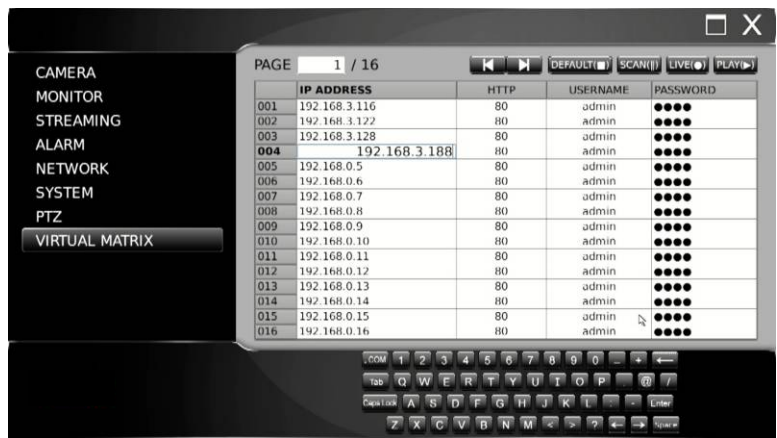 X
PAGE 1 / 16 DEFAULT(■) SCAN(||) LIVE(●) PLAY(▶)
CAMERA
MONITOR
STREAMING
ALARM
NETWORK
SYSTEM
PTZ
VIRTUAL MATRIX
IP ADDRESS HTTP USERNAME PASSWORD
001 192.168.3.116 80 admin ●●●●
002 192.168.3.122 80 admin ●●●●
003 192.168.3.128 80 admin ●●●●
004 192.168.3.188 80 admin ●●●●
005 192.168.0.5 80 admin ●●●●
006 192.168.0.6 80 admin ●●●●
007 192.168.0.7 80 admin ●●●●
008 192.168.0.8 80 admin ●●●●
009 192.168.0.9 80 admin ●●●●
010 192.168.0.10 80 admin ●●●●
011 192.168.0.11 80 admin ●●●●
012 192.168.0.12 80 admin ●●●●
013 192.168.0.13 80 admin ●●●●
014 192.168.0.14 80 admin ●●●●
015 192.168.0.15 80 admin ●●●●
016 192.168.0.16 80 admin ●●●●
.COM 1 2 3 4 5 6 7 8 9 0 - + ←
Tab Q W E R T Y U I O P . @ /
Caps Lock A S D F G H J K L : Enter
Z X C V B N M < > ? ← → Space